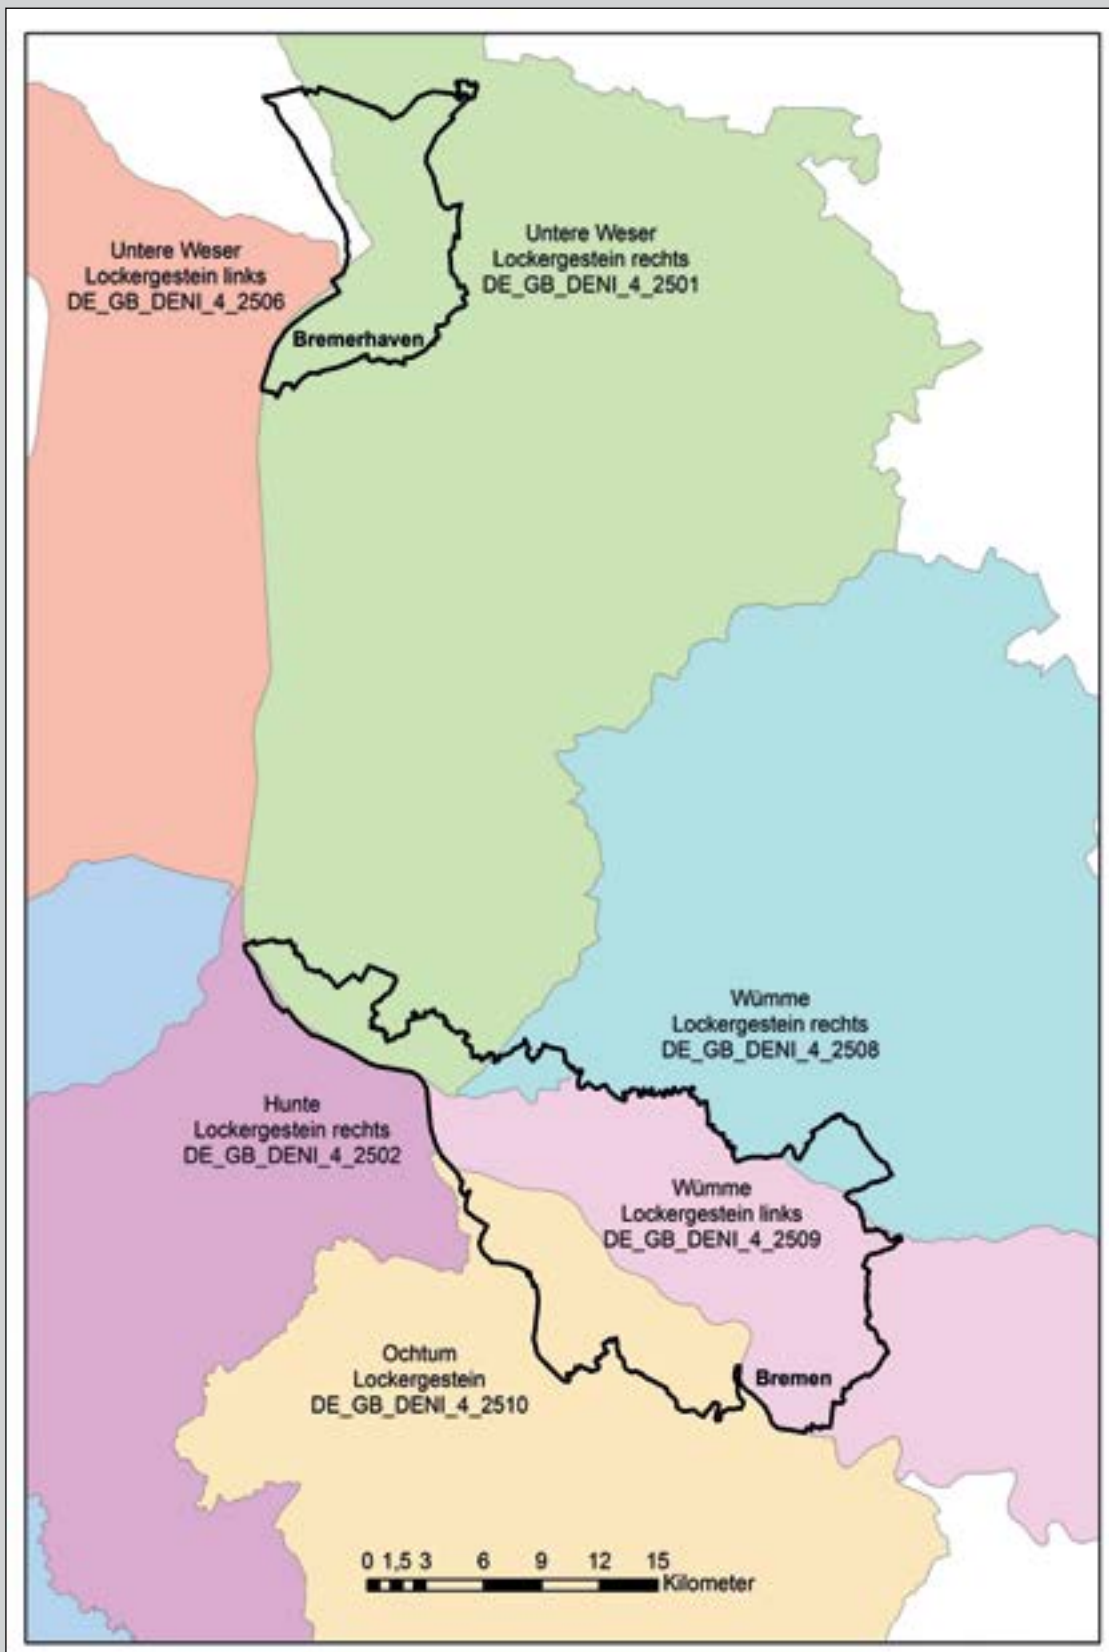 Untere Weser
Lockergestein links
DE_GB_DENI_4_2506
Untere Weser
Lockergestein rechts
DE_GB_DENI_4_2501
Bremerhaven
Wümme
Lockergestein rechts
DE_GB_DENI_4_2508
Hunte
Lockergestein rechts
DE_GB_DENI_4_2502
Wümme
Lockergestein links
DE_GB_DENI_4_2509
Ochtum
Lockergestein
DE_GB_DENI_4_2510
Bremen
0 1,5 3 6 9 12 15
Kilometer